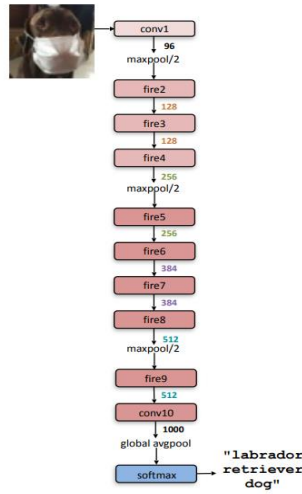 conv1
96
maxpool/2
fire2
128
fire3
128
fire4
256
maxpool/2
fire5
256
fire6
384
fire7
384
fire8
512
maxpool/2
fire9
512
conv10
1000
global avgpool
softmax
"labrador
retriever
dog"